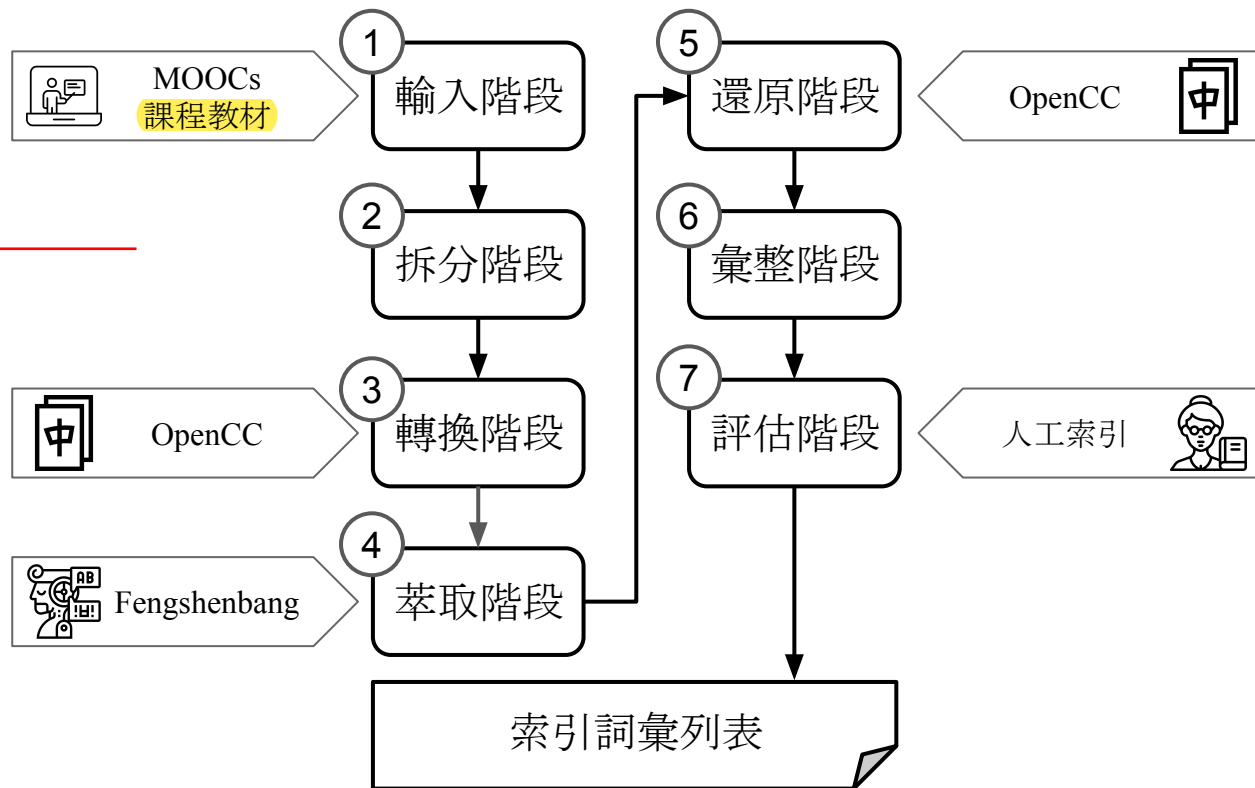 1
MOOCs
課程教材
輸入階段
2
拆分階段
3
中
OpenCC
轉換階段
4
AB
Fengshenbang
萃取階段
5
還原階段
OpenCC
中
6
彙整階段
7
評估階段
人工索引
索引詞彙列表